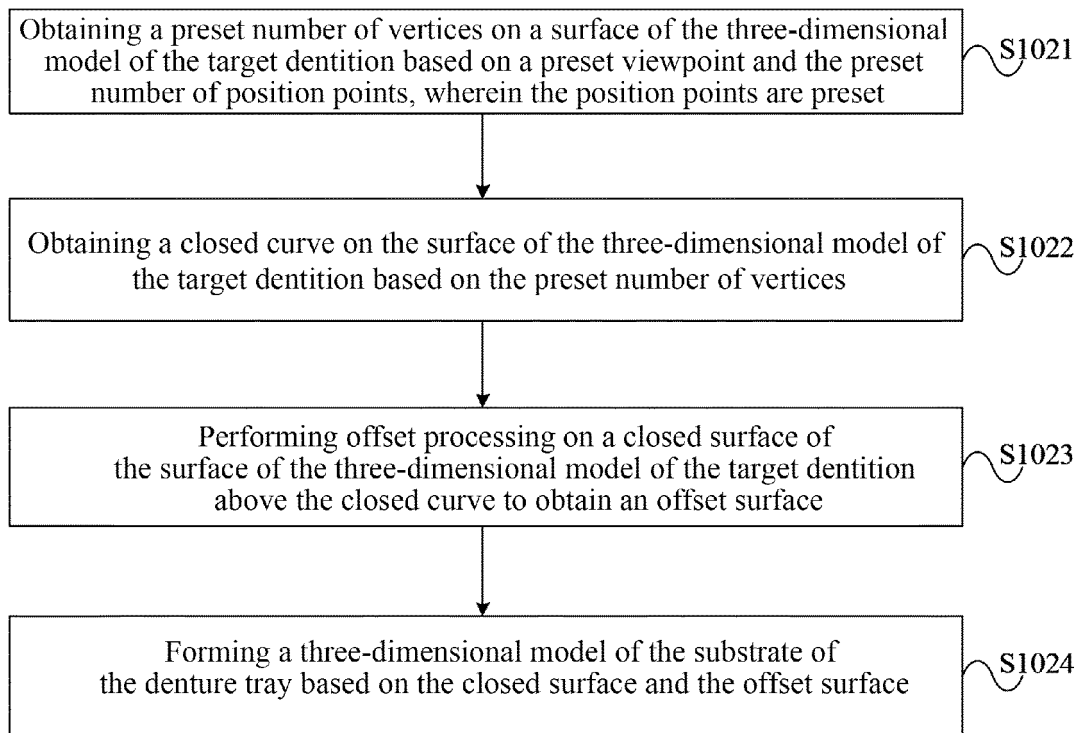 Obtaining a preset number of vertices on a surface of the three-dimensional
model of the target dentition based on a preset viewpoint and the preset
number of position points, wherein the position points are preset
S1021
Obtaining a closed curve on the surface of the three-dimensional model of
the target dentition based on the preset number of vertices
S1022
Performing offset processing on a closed surface of
the surface of the three-dimensional model of the target dentition
above the closed curve to obtain an offset surface
S1023
Forming a three-dimensional model of the substrate of
the denture tray based on the closed surface and the offset surface
S1024